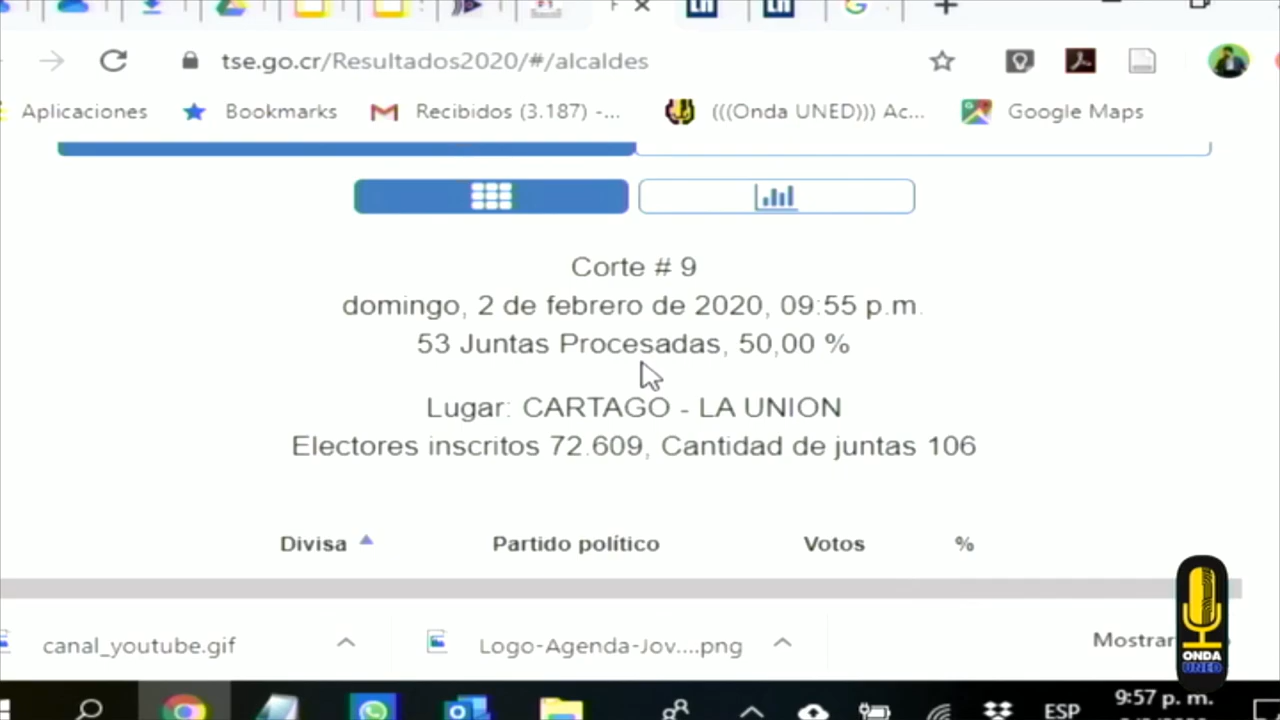 tse.go.cr/Resultados2020/#/alcaldes
Aplicaciones Bookmarks Recibidos (3.187) -... (((Onda UNED))) Ac... Google Maps
Corte # 9
domingo, 2 de febrero de 2020, 09:55 p.m.
53 Juntas Procesadas, 50,00 %
Lugar: CARTAGO - LA UNION
Electores inscritos 72.609, Cantidad de juntas 106
Divisa Partido político Votos %
canal_youtube.gif Logo-Agenda-Jov....png Mostrar
ONDA
UNED
9:57 p. m.
ESP